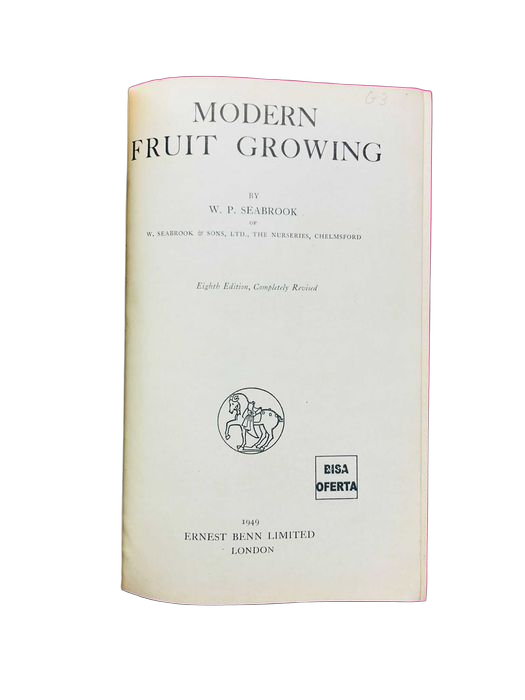 G3
MODERN
FRUIT GROWING
BY
W. P. SEABROOK
OF
W. SEABROOK & SONS, LTD., THE NURSERIES, CHELMSFORD
Eighth Edition, Completely Revised
BISA
OFERTA
1949
ERNEST BENN LIMITED
LONDON